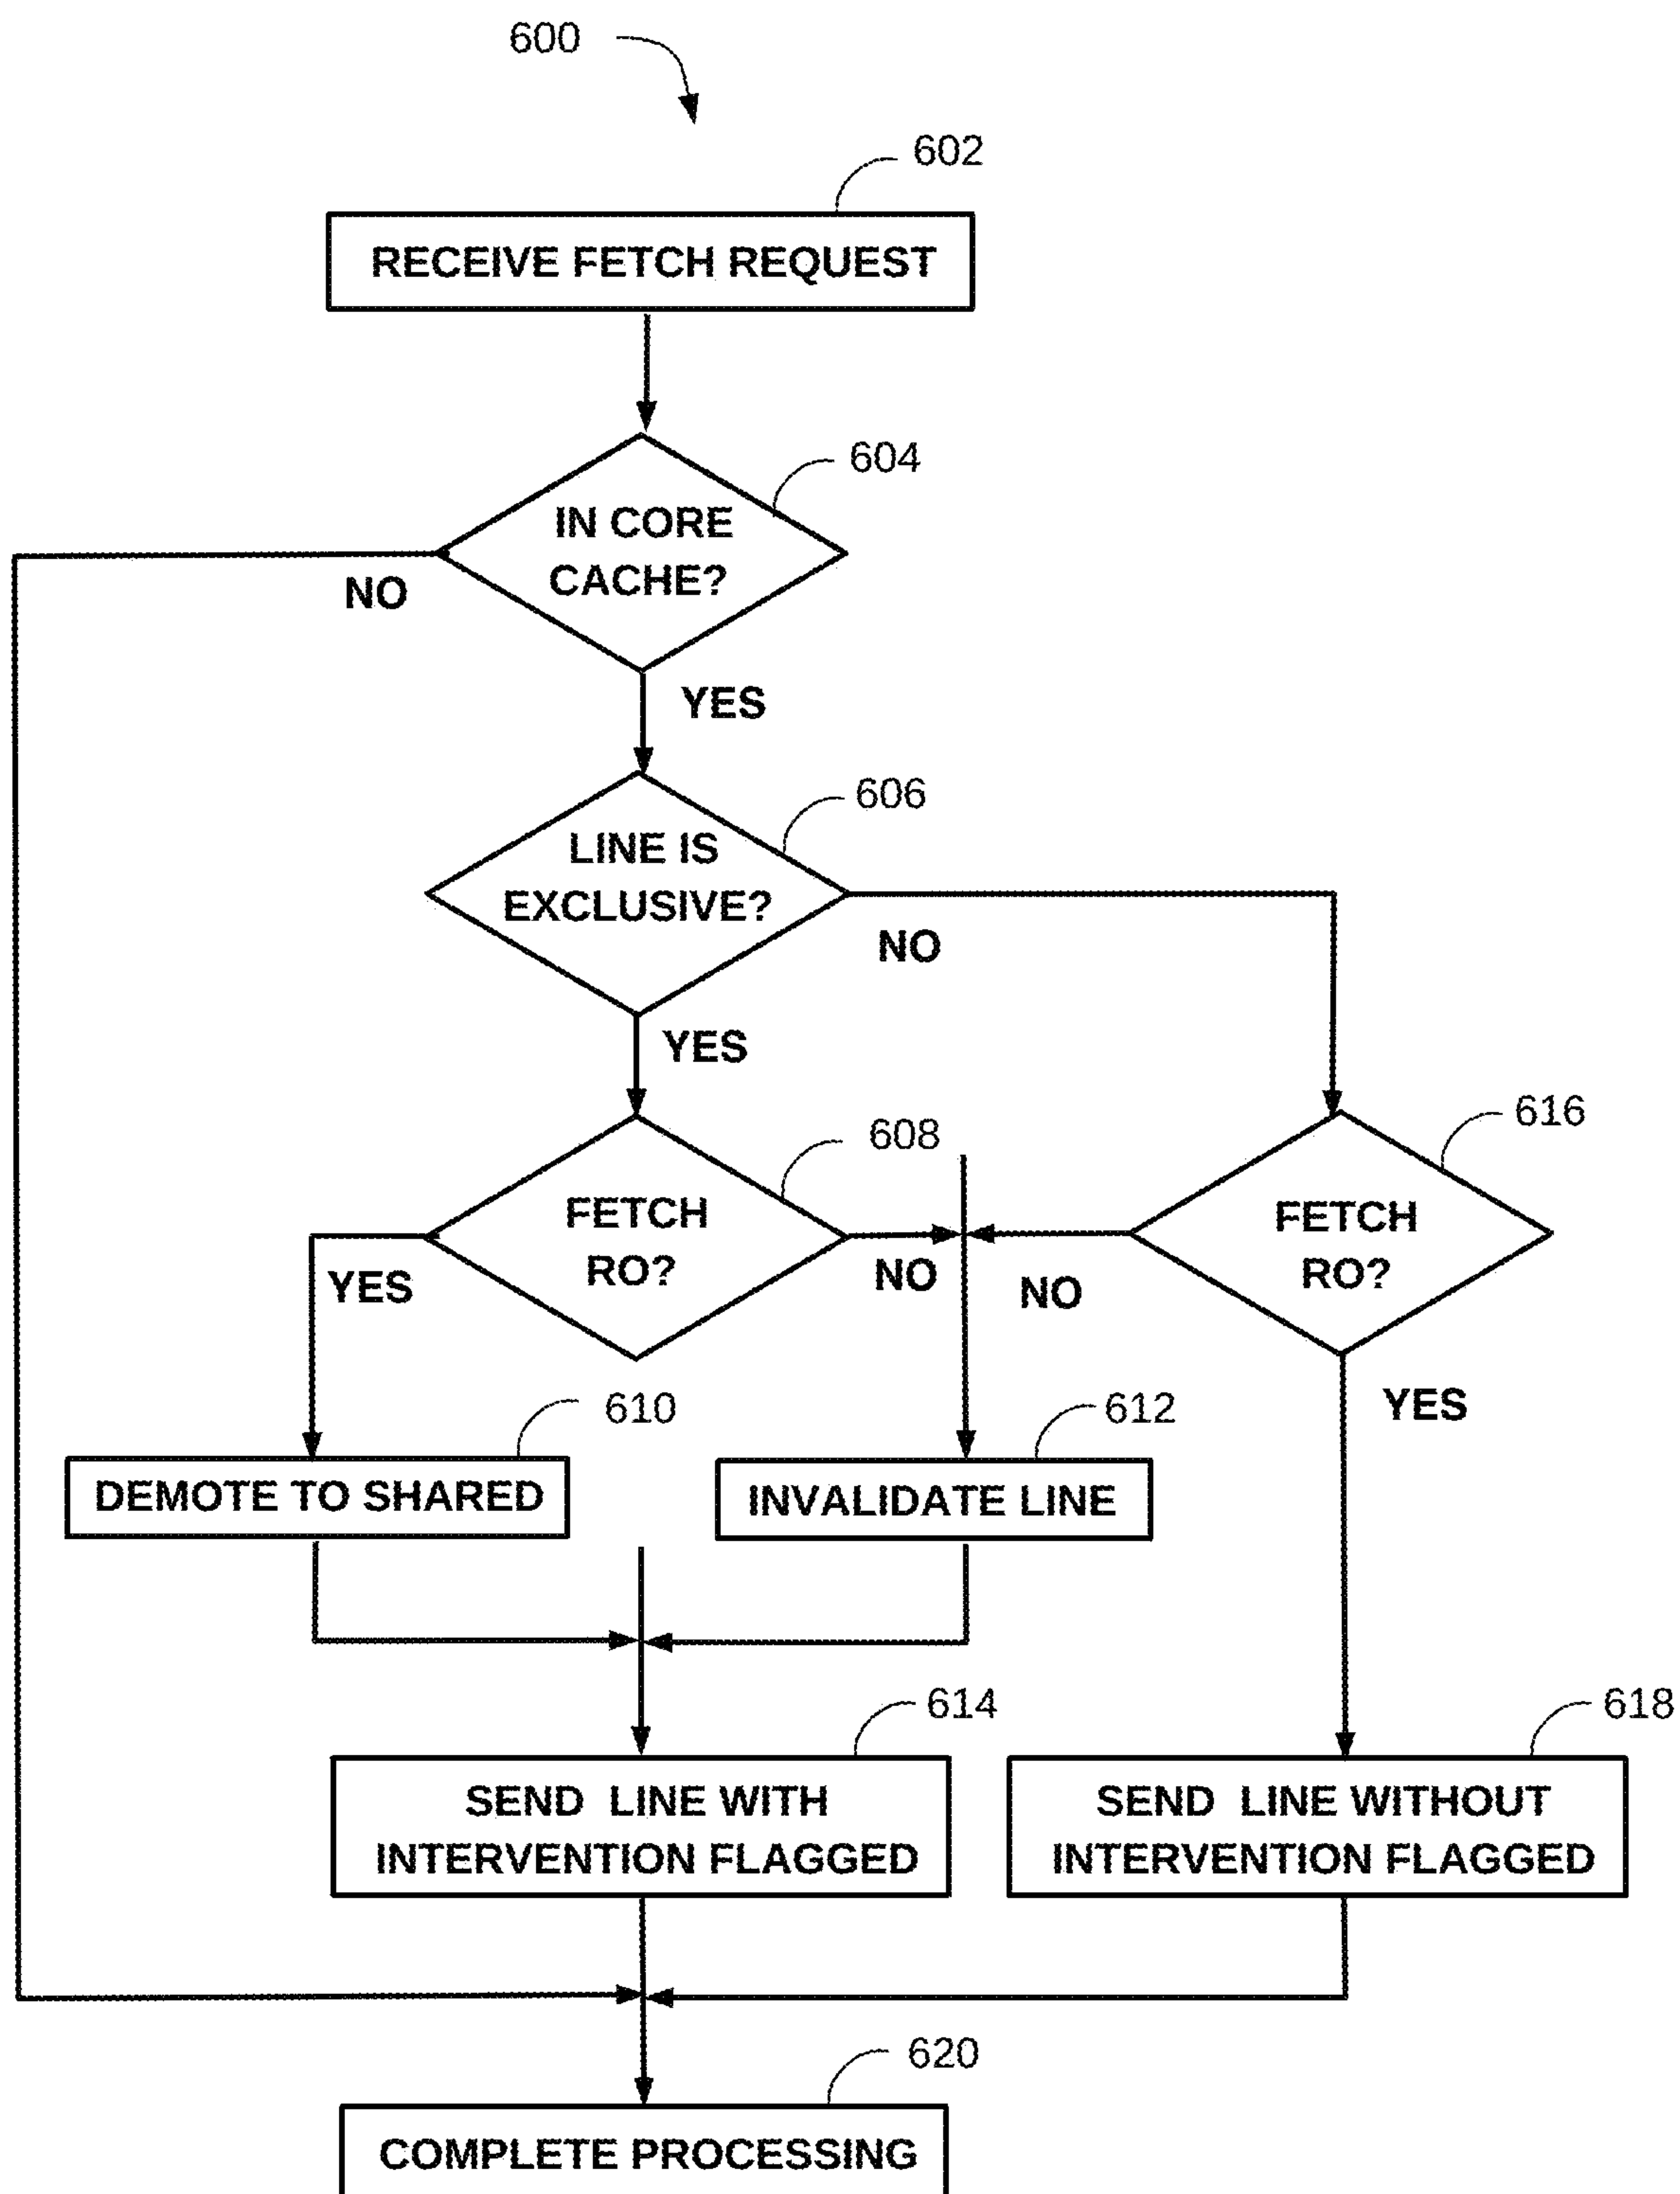 600
602
RECEIVE FETCH REQUEST
604
IN CORE
CACHE?
NO
YES
606
LINE IS
EXCLUSIVE?
NO
YES
608
616
FETCH
RO?
FETCH
RO?
YES
NO
NO
YES
610
612
DEMOTE TO SHARED
INVALIDATE LINE
614
618
SEND LINE WITH
INTERVENTION FLAGGED
SEND LINE WITHOUT
INTERVENTION FLAGGED
620
COMPLETE PROCESSING